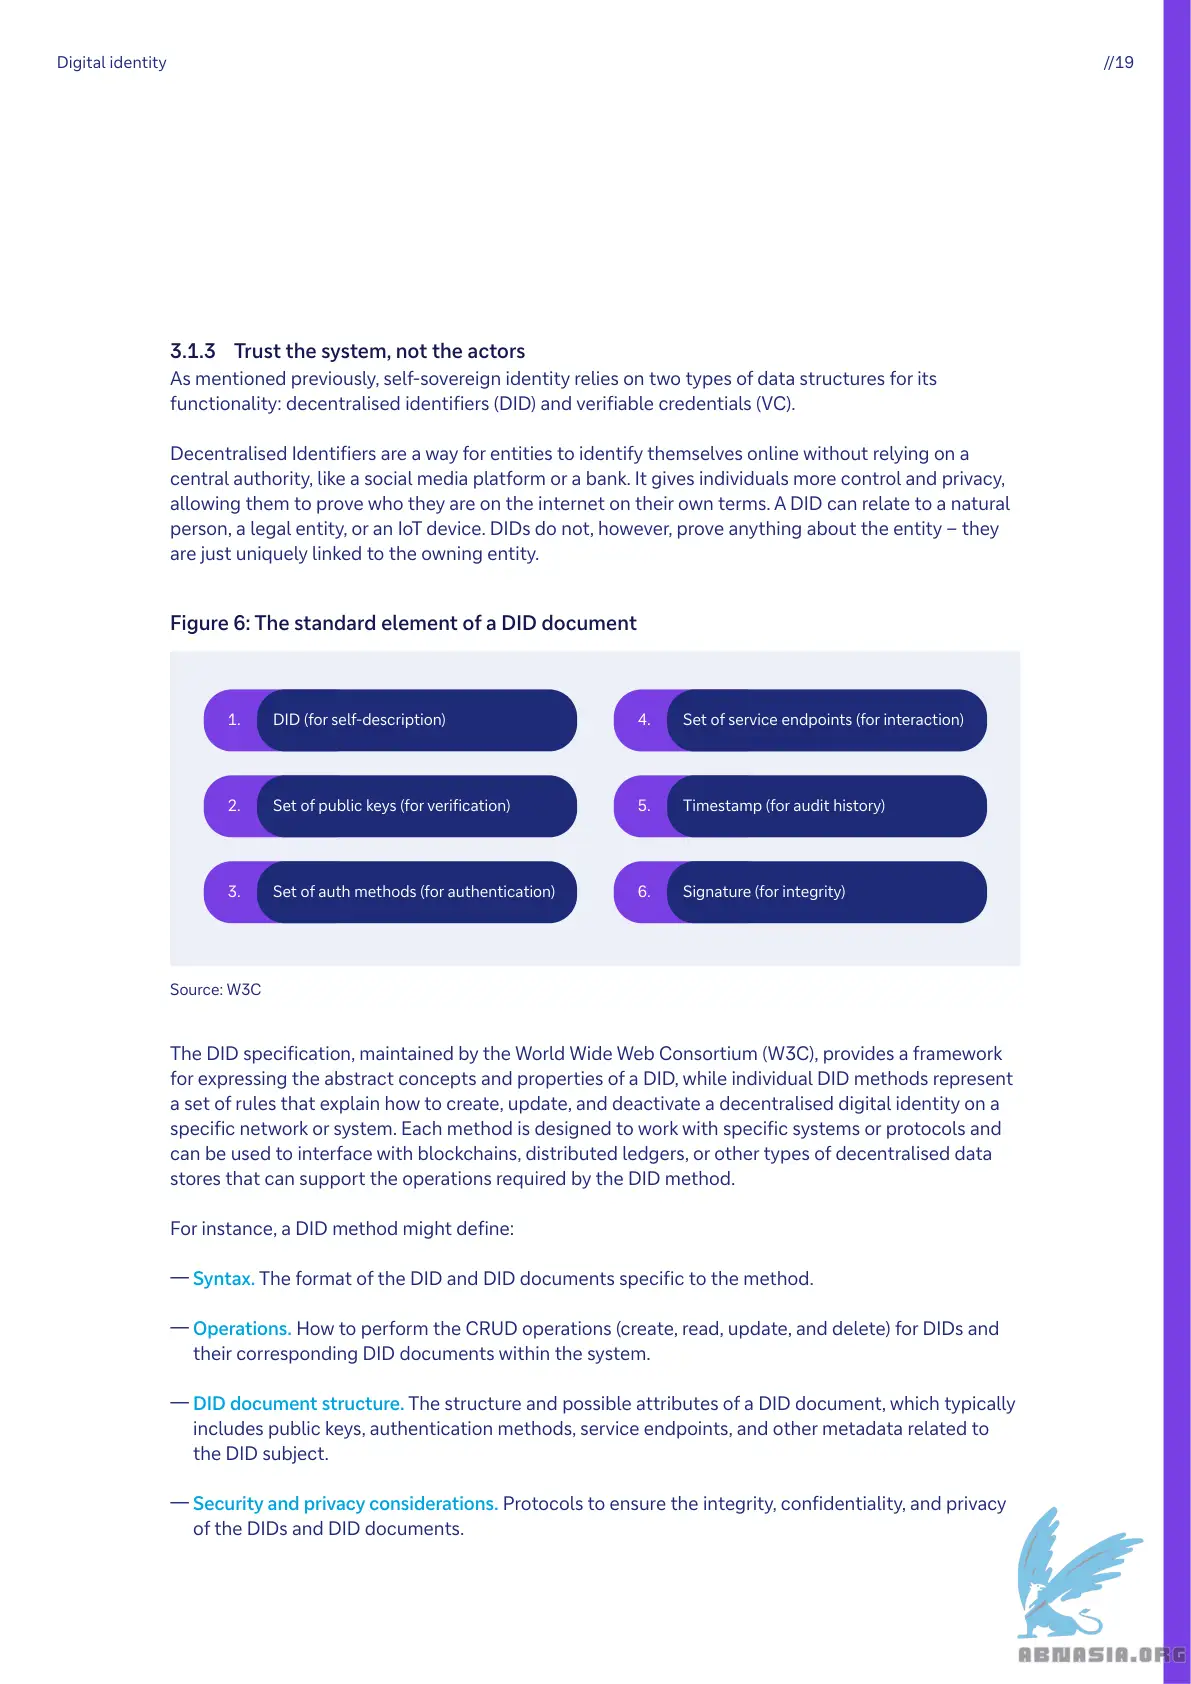 Digital identity
//19
3.1.3 Trust the system, not the actors
As mentioned previously, self-sovereign identity relies on two types of data structures for its
functionality: decentralised identifiers (DID) and verifiable credentials (VC).
Decentralised Identifiers are a way for entities to identify themselves online without relying on a
central authority, like a social media platform or a bank. It gives individuals more control and privacy,
allowing them to prove who they are on the internet on their own terms. A DID can relate to a natural
person, a legal entity, or an IoT device. DIDs do not, however, prove anything about the entity – they
are just uniquely linked to the owning entity.
Figure 6: The standard element of a DID document
1. DID (for self-description)
2. Set of public keys (for verification)
3. Set of auth methods (for authentication)
4. Set of service endpoints (for interaction)
5. Timestamp (for audit history)
6. Signature (for integrity)
Source: W3C
The DID specification, maintained by the World Wide Web Consortium (W3C), provides a framework
for expressing the abstract concepts and properties of a DID, while individual DID methods represent
a set of rules that explain how to create, update, and deactivate a decentralised digital identity on a
specific network or system. Each method is designed to work with specific systems or protocols and
can be used to interface with blockchains, distributed ledgers, or other types of decentralised data
stores that can support the operations required by the DID method.
For instance, a DID method might define:
— Syntax. The format of the DID and DID documents specific to the method.
— Operations. How to perform the CRUD operations (create, read, update, and delete) for DIDs and
their corresponding DID documents within the system.
— DID document structure. The structure and possible attributes of a DID document, which typically
includes public keys, authentication methods, service endpoints, and other metadata related to
the DID subject.
— Security and privacy considerations. Protocols to ensure the integrity, confidentiality, and privacy
of the DIDs and DID documents.
ABNASIA.ORG